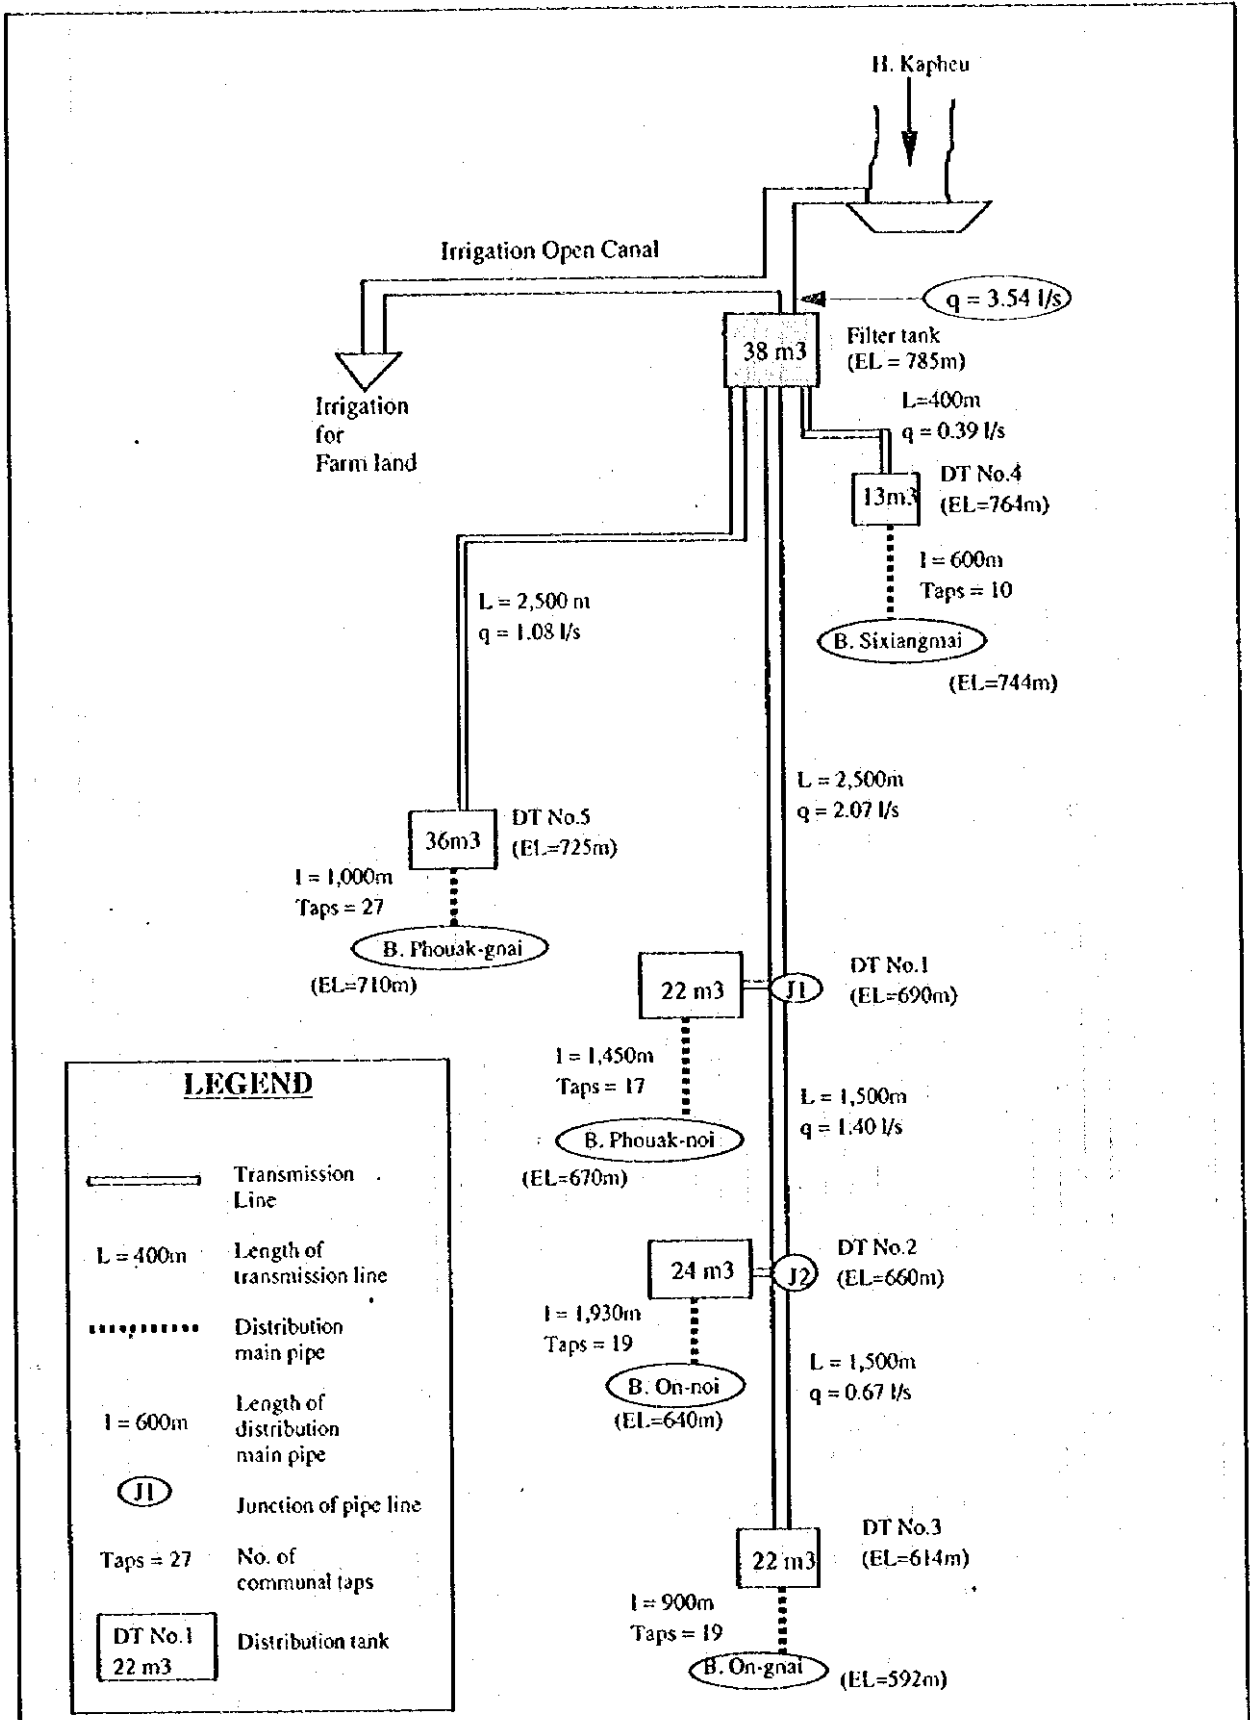 H. Kapheu
Irrigation Open Canal
q = 3.54 l/s
38 m3
Filter tank
(EL = 785m)
Irrigation
for
Farm land
L=400m
q = 0.39 l/s
DT No.4
13m3
(EL=764m)
l = 600m
Taps = 10
B. Sixiangmai
(EL=744m)
L = 2,500 m
q = 1.08 l/s
L = 2,500m
q = 2.07 l/s
DT No.5
36m3
(EL=725m)
l = 1,000m
Taps = 27
B. Phouak-gnai
(EL=710m)
DT No.1
22 m3
J1
(EL=690m)
l = 1,450m
Taps = 17
L = 1,500m
q = 1.40 l/s
B. Phouak-noi
(EL=670m)
DT No.2
24 m3
J2
(EL=660m)
l = 1,930m
Taps = 19
L = 1,500m
q = 0.67 l/s
B. On-noi
(EL=640m)
DT No.3
22 m3
(EL=614m)
l = 900m
Taps = 19
B. On-gnai
(EL=592m)
LEGEND
Transmission
Line
L = 400m
Length of
transmission line
Distribution
main pipe
l = 600m
Length of
distribution
main pipe
J1
Junction of pipe line
Taps = 27
No. of
communal taps
DT No.1
22 m3
Distribution tank